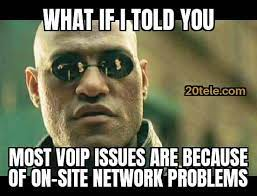 WHAT IF I TOLD YOU
20tele.com
MOST VOIP ISSUES ARE BECAUSE
OF ON-SITE NETWORK PROBLEMS